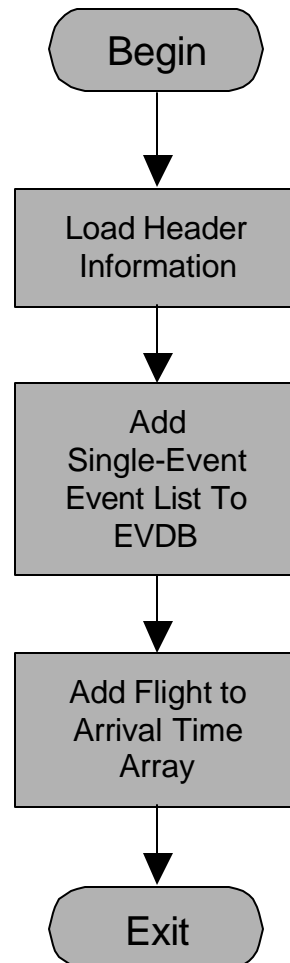 Begin
Load Header
Information
Add
Single-Event
Event List To
EVDB
Add Flight to
Arrival Time
Array
Exit